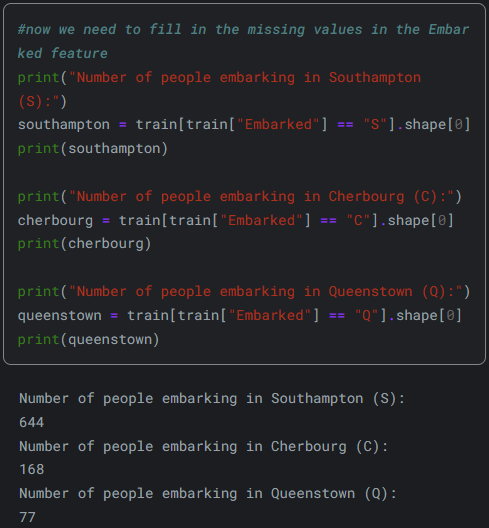 #now we need to fill in the missing values in the Embar
ked feature
print("Number of people embarking in Southampton
(S):")
southampton = train[train["Embarked"] == "S"].shape[0]
print(southampton)

print("Number of people embarking in Cherbourg (C):")
cherbourg = train[train["Embarked"] == "C"].shape[0]
print(cherbourg)

print("Number of people embarking in Queenstown (Q):")
queenstown = train[train["Embarked"] == "Q"].shape[0]
print(queenstown)

Number of people embarking in Southampton (S):
644
Number of people embarking in Cherbourg (C):
168
Number of people embarking in Queenstown (Q):
77